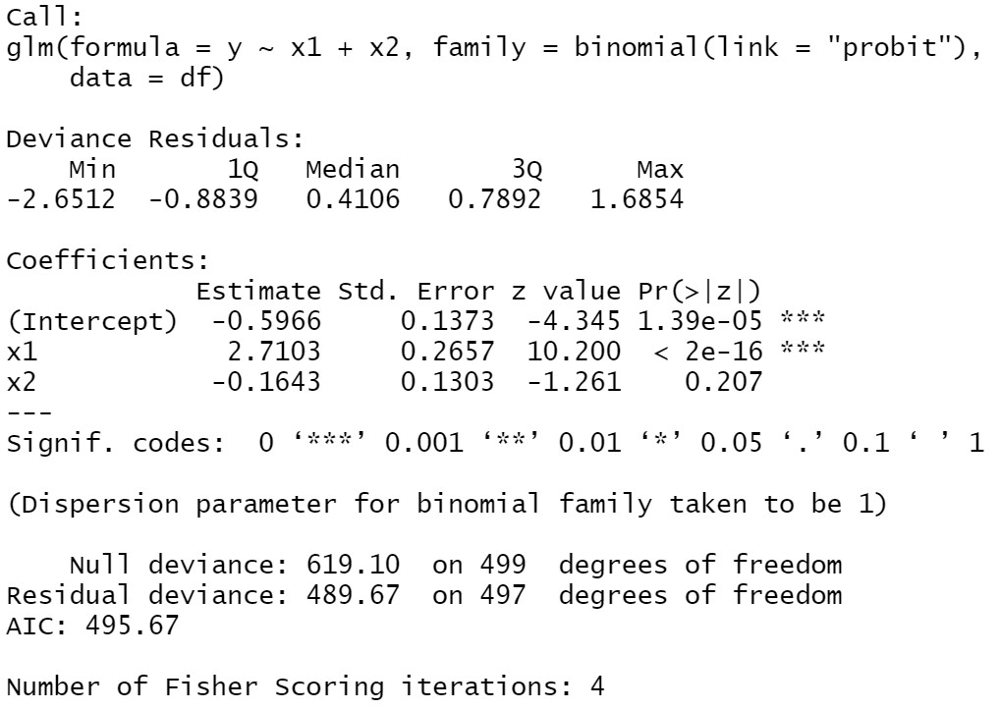 Call:
glm(formula = y ~ x1 + x2, family = binomial(link = "probit"),
    data = df)

Deviance Residuals:
    Min       1Q   Median       3Q      Max
-2.6512  -0.8839   0.4106   0.7892   1.6854

Coefficients:
            Estimate Std. Error z value Pr(>|z|)
(Intercept)  -0.5966     0.1373  -4.345 1.39e-05 ***
x1            2.7103     0.2657  10.200  < 2e-16 ***
x2           -0.1643     0.1303  -1.261    0.207
---
Signif. codes:  0 ‘***’ 0.001 ‘**’ 0.01 ‘*’ 0.05 ‘.’ 0.1 ‘ ’ 1

(Dispersion parameter for binomial family taken to be 1)

    Null deviance: 619.10  on 499  degrees of freedom
Residual deviance: 489.67  on 497  degrees of freedom
AIC: 495.67

Number of Fisher Scoring iterations: 4